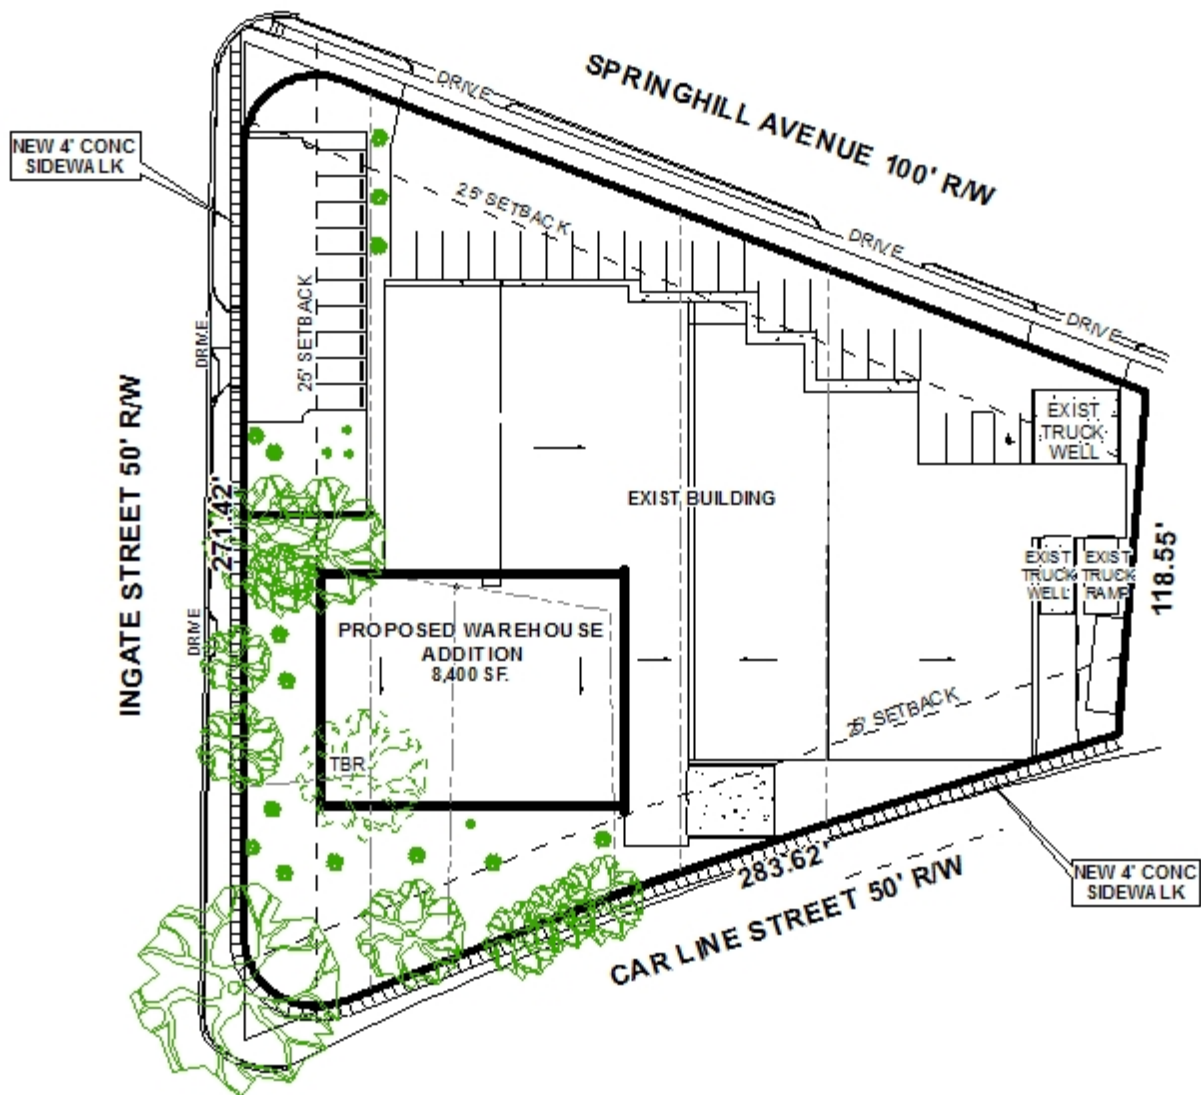 DRIVE
SPRINGHILL AVENUE 100' R/W
NEW 4' CONC
SIDEWALK
25' SETBACK
DRIVE
25' SETBACK
DRIVE
DRIVE
INGATE STREET 50' R/W
271.42'
EXIST
TRUCK
WELL
EXIST BUILDING
EXIST
TRUCK
WELL
EXIST
TRUCK
RAMP
118.55'
DRIVE
PROPOSED WAREHOUSE
ADDITION
8,400 SF.
25' SETBACK
TBR
283.62'
CAR LINE STREET 50' R/W
NEW 4' CONC
SIDEWALK